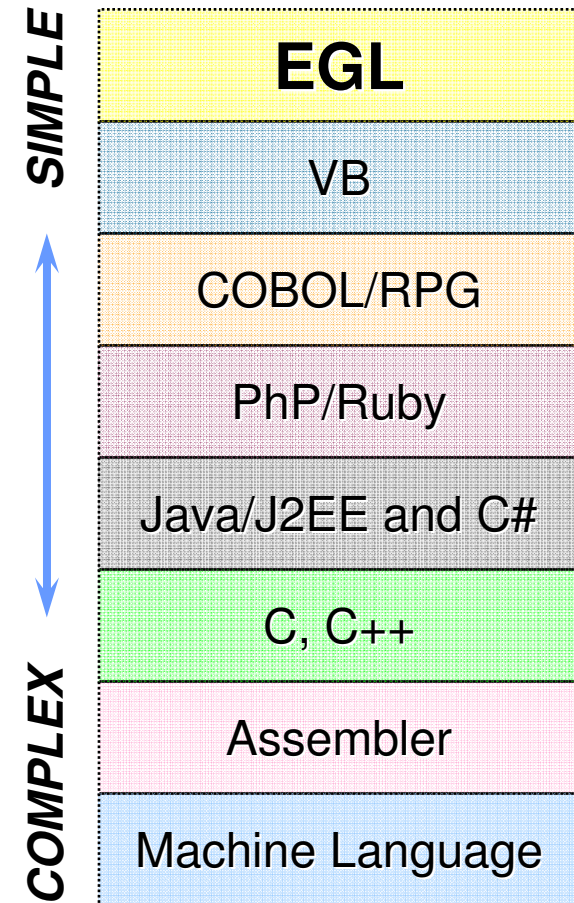 SIMPLE
EGL
VB
COBOL/RPG
PhP/Ruby
Java/J2EE and C#
C, C++
Assembler
Machine Language
COMPLEX